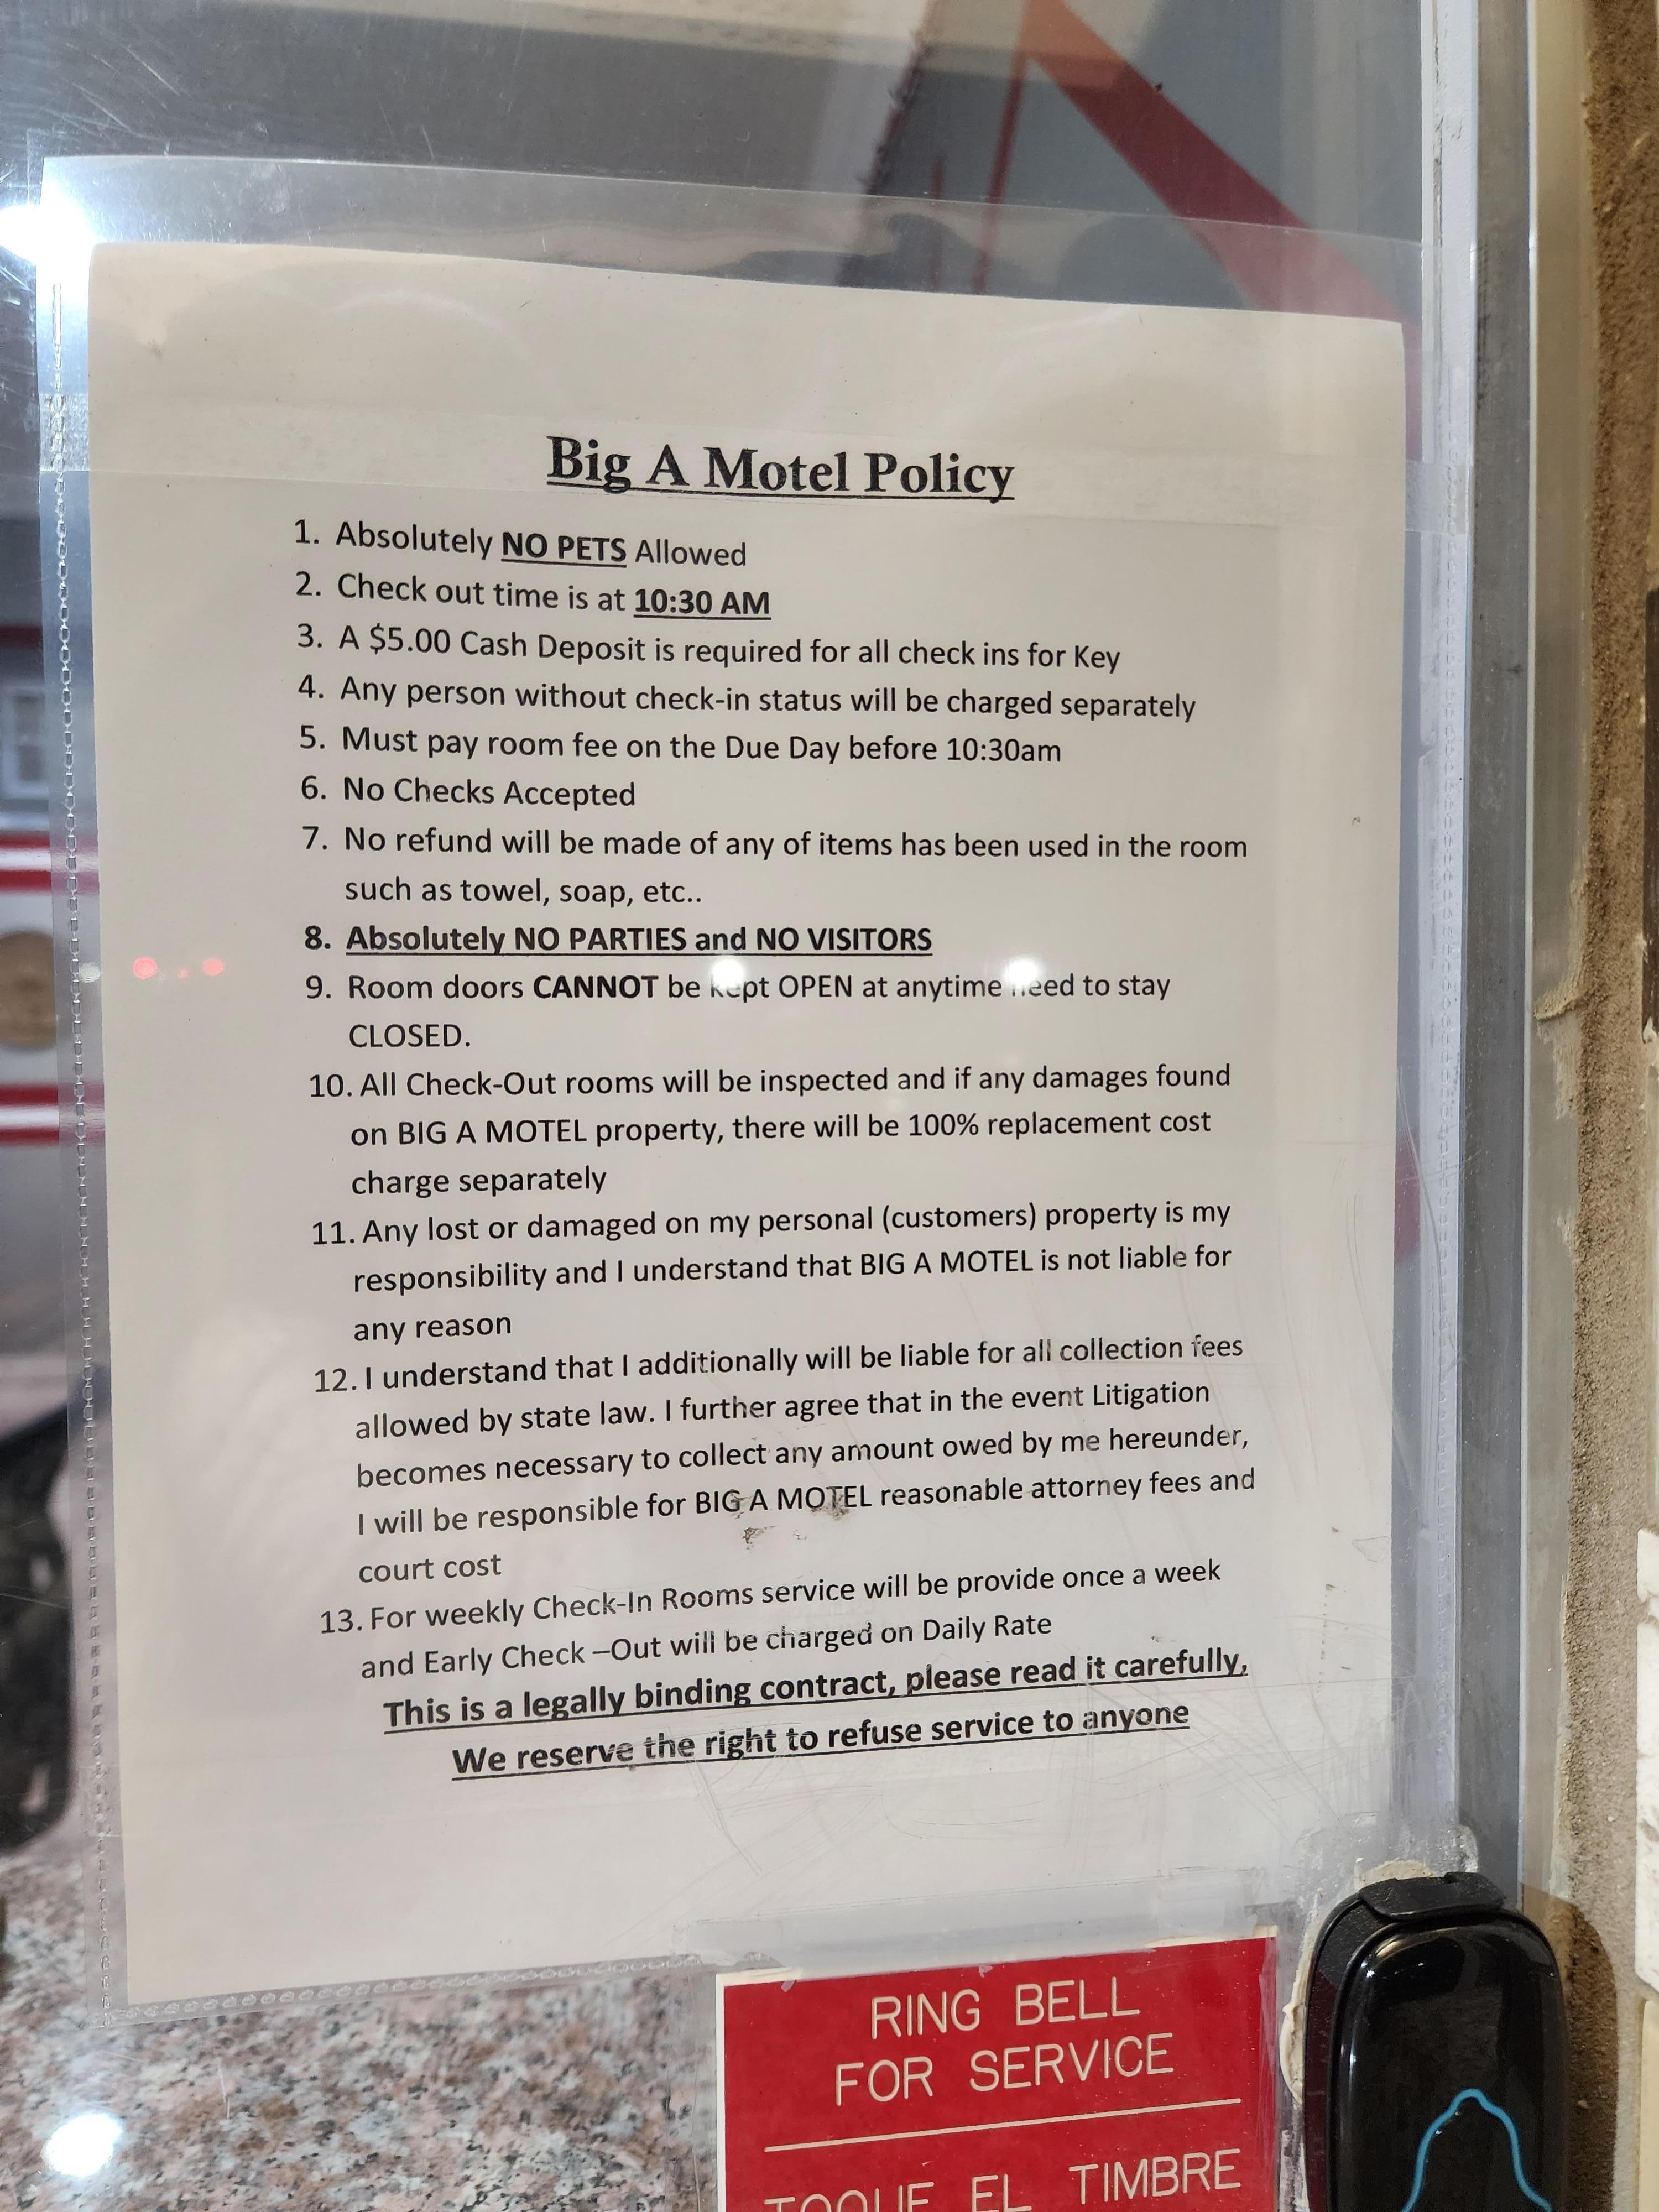 Big A Motel Policy
1. Absolutely NO PETS Allowed
2. Check out time is at 10:30 AM
3. A $5.00 Cash Deposit is required for all check ins for Key
4. Any person without check-in status will be charged separately
5. Must pay room fee on the Due Day before 10:30am
6. No Checks Accepted
7. No refund will be made of any of items has been used in the room
such as towel, soap, etc..
8. Absolutely NO PARTIES and NO VISITORS
9. Room doors CANNOT be kept OPEN at anytime need to stay
CLOSED.
10. All Check-Out rooms will be inspected and if any damages found
on BIG A MOTEL property, there will be 100% replacement cost
charge separately
11. Any lost or damaged on my personal (customers) property is my
responsibility and I understand that BIG A MOTEL is not liable for
any reason
12. I understand that I additionally will be liable for all collection fees
allowed by state law. I further agree that in the event Litigation
becomes necessary to collect any amount owed by me hereunder,
I will be responsible for BIG A MOTEL reasonable attorney fees and
court cost
13. For weekly Check-In Rooms service will be provide once a week
and Early Check –Out will be charged on Daily Rate
This is a legally binding contract, please read it carefully,
We reserve the right to refuse service to anyone
RING BELL
FOR SERVICE
TOQUE EL TIMBRE